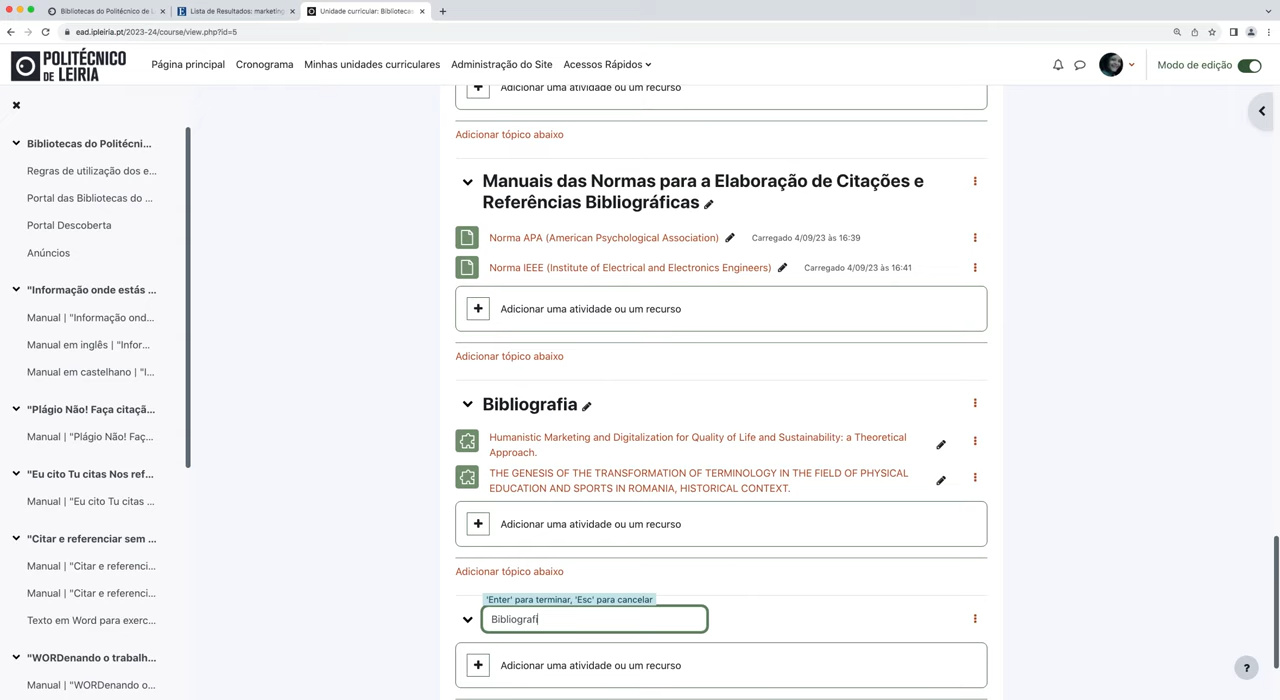 Bibliotecas do Politécnico de L
Lista de Resultados: marketing
Unidade curricular: Bibliotecas
ead.ipleiria.pt/2023-24/course/view.php?id=5
POLITÉCNICO
DE LEIRIA
Página principal
Cronograma
Minhas unidades curriculares
Administração do Site
Acessos Rápidos
Modo de edição
Bibliotecas do Politécni...
Regras de utilização dos e...
Portal das Bibliotecas do ...
Portal Descoberta
Anúncios
"Informação onde estás ...
Manual | "Informação ond...
Manual em inglês | "Infor...
Manual em castelhano | "I...
"Plágio Não! Faça citaçã...
Manual | "Plágio Não! Faç...
"Eu cito Tu citas Nos ref...
Manual | "Eu cito Tu citas ...
"Citar e referenciar sem ...
Manual | "Citar e referenci...
Manual | "Citar e referenci...
Texto em Word para exerc...
"WORDenando o trabalh...
Manual | "WORDenando o...
Adicionar uma atividade ou um recurso
Adicionar tópico abaixo
Manuais das Normas para a Elaboração de Citações e
Referências Bibliográficas
Norma APA (American Psychological Association)
Carregado 4/09/23 às 16:39
Norma IEEE (Institute of Electrical and Electronics Engineers)
Carregado 4/09/23 às 16:41
Adicionar uma atividade ou um recurso
Adicionar tópico abaixo
Bibliografia
Humanistic Marketing and Digitalization for Quality of Life and Sustainability: a Theoretical
Approach.
THE GENESIS OF THE TRANSFORMATION OF TERMINOLOGY IN THE FIELD OF PHYSICAL
EDUCATION AND SPORTS IN ROMANIA, HISTORICAL CONTEXT.
Adicionar uma atividade ou um recurso
Adicionar tópico abaixo
'Enter' para terminar, 'Esc' para cancelar
Bibliografi
Adicionar uma atividade ou um recurso
?